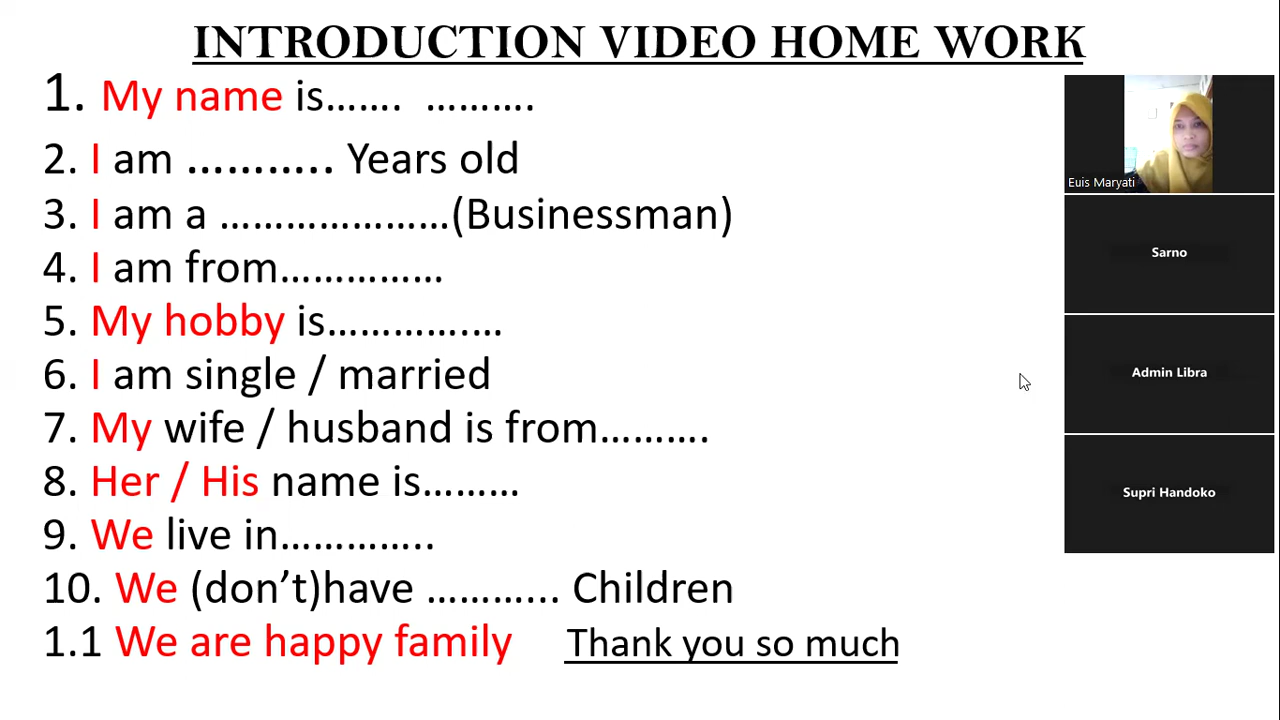 INTRODUCTION VIDEO HOME WORK
1. My name is……. ……….
2. I am ……….. Years old
3. I am a …………………(Businessman)
4. I am from……………
5. My hobby is………….…
6. I am single / married
7. My wife / husband is from……….
8. Her / His name is………
9. We live in…………..
10. We (don’t)have ………... Children
1.1 We are happy family Thank you so much
Euis Maryati
Sarno
Admin Libra
Supri Handoko